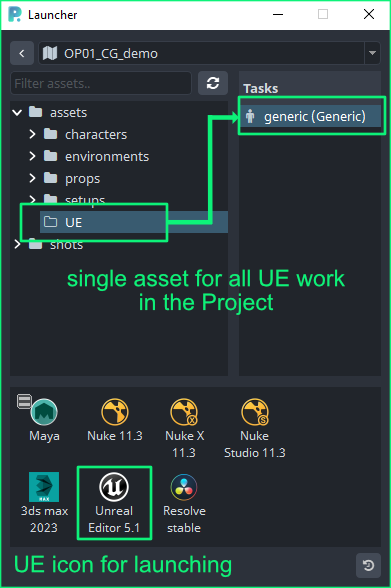 Launcher
OP01_CG_demo
Filter assets..
Tasks
assets
generic (Generic)
characters
environments
props
setups
UE
shots
single asset for all UE work
in the Project
Maya
Nuke 11.3
Nuke X
11.3
Nuke
Studio 11.3
3ds max
2023
Unreal
Editor 5.1
Resolve
stable
UE icon for launching